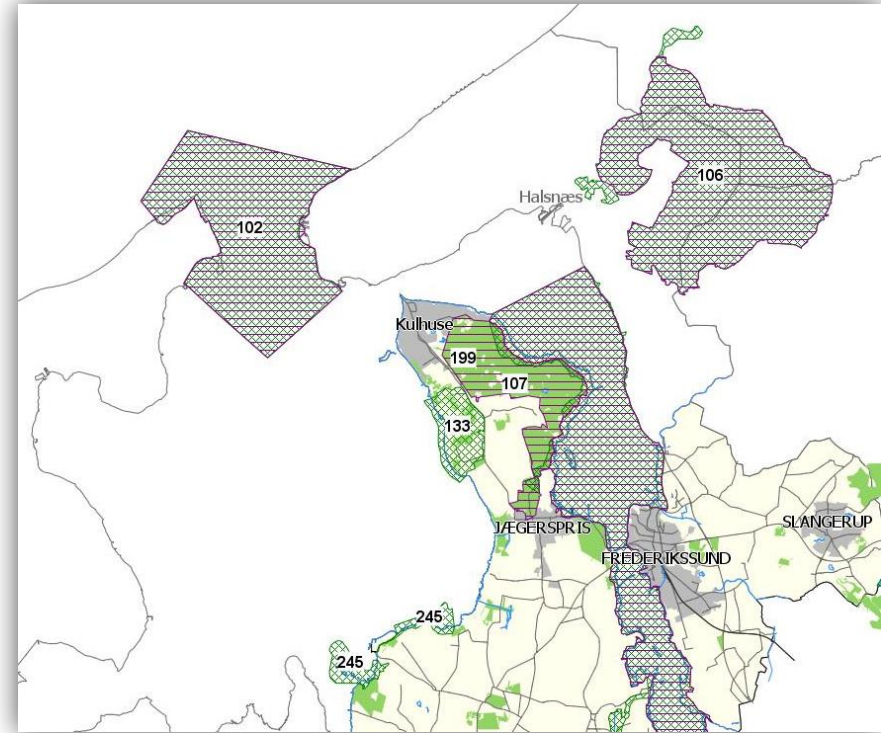 106
Halsnæs
102
Kulhuse
199
107
133
JÆGERSPRIS
SLANGERUP
FREDERIKSSUND
245
245